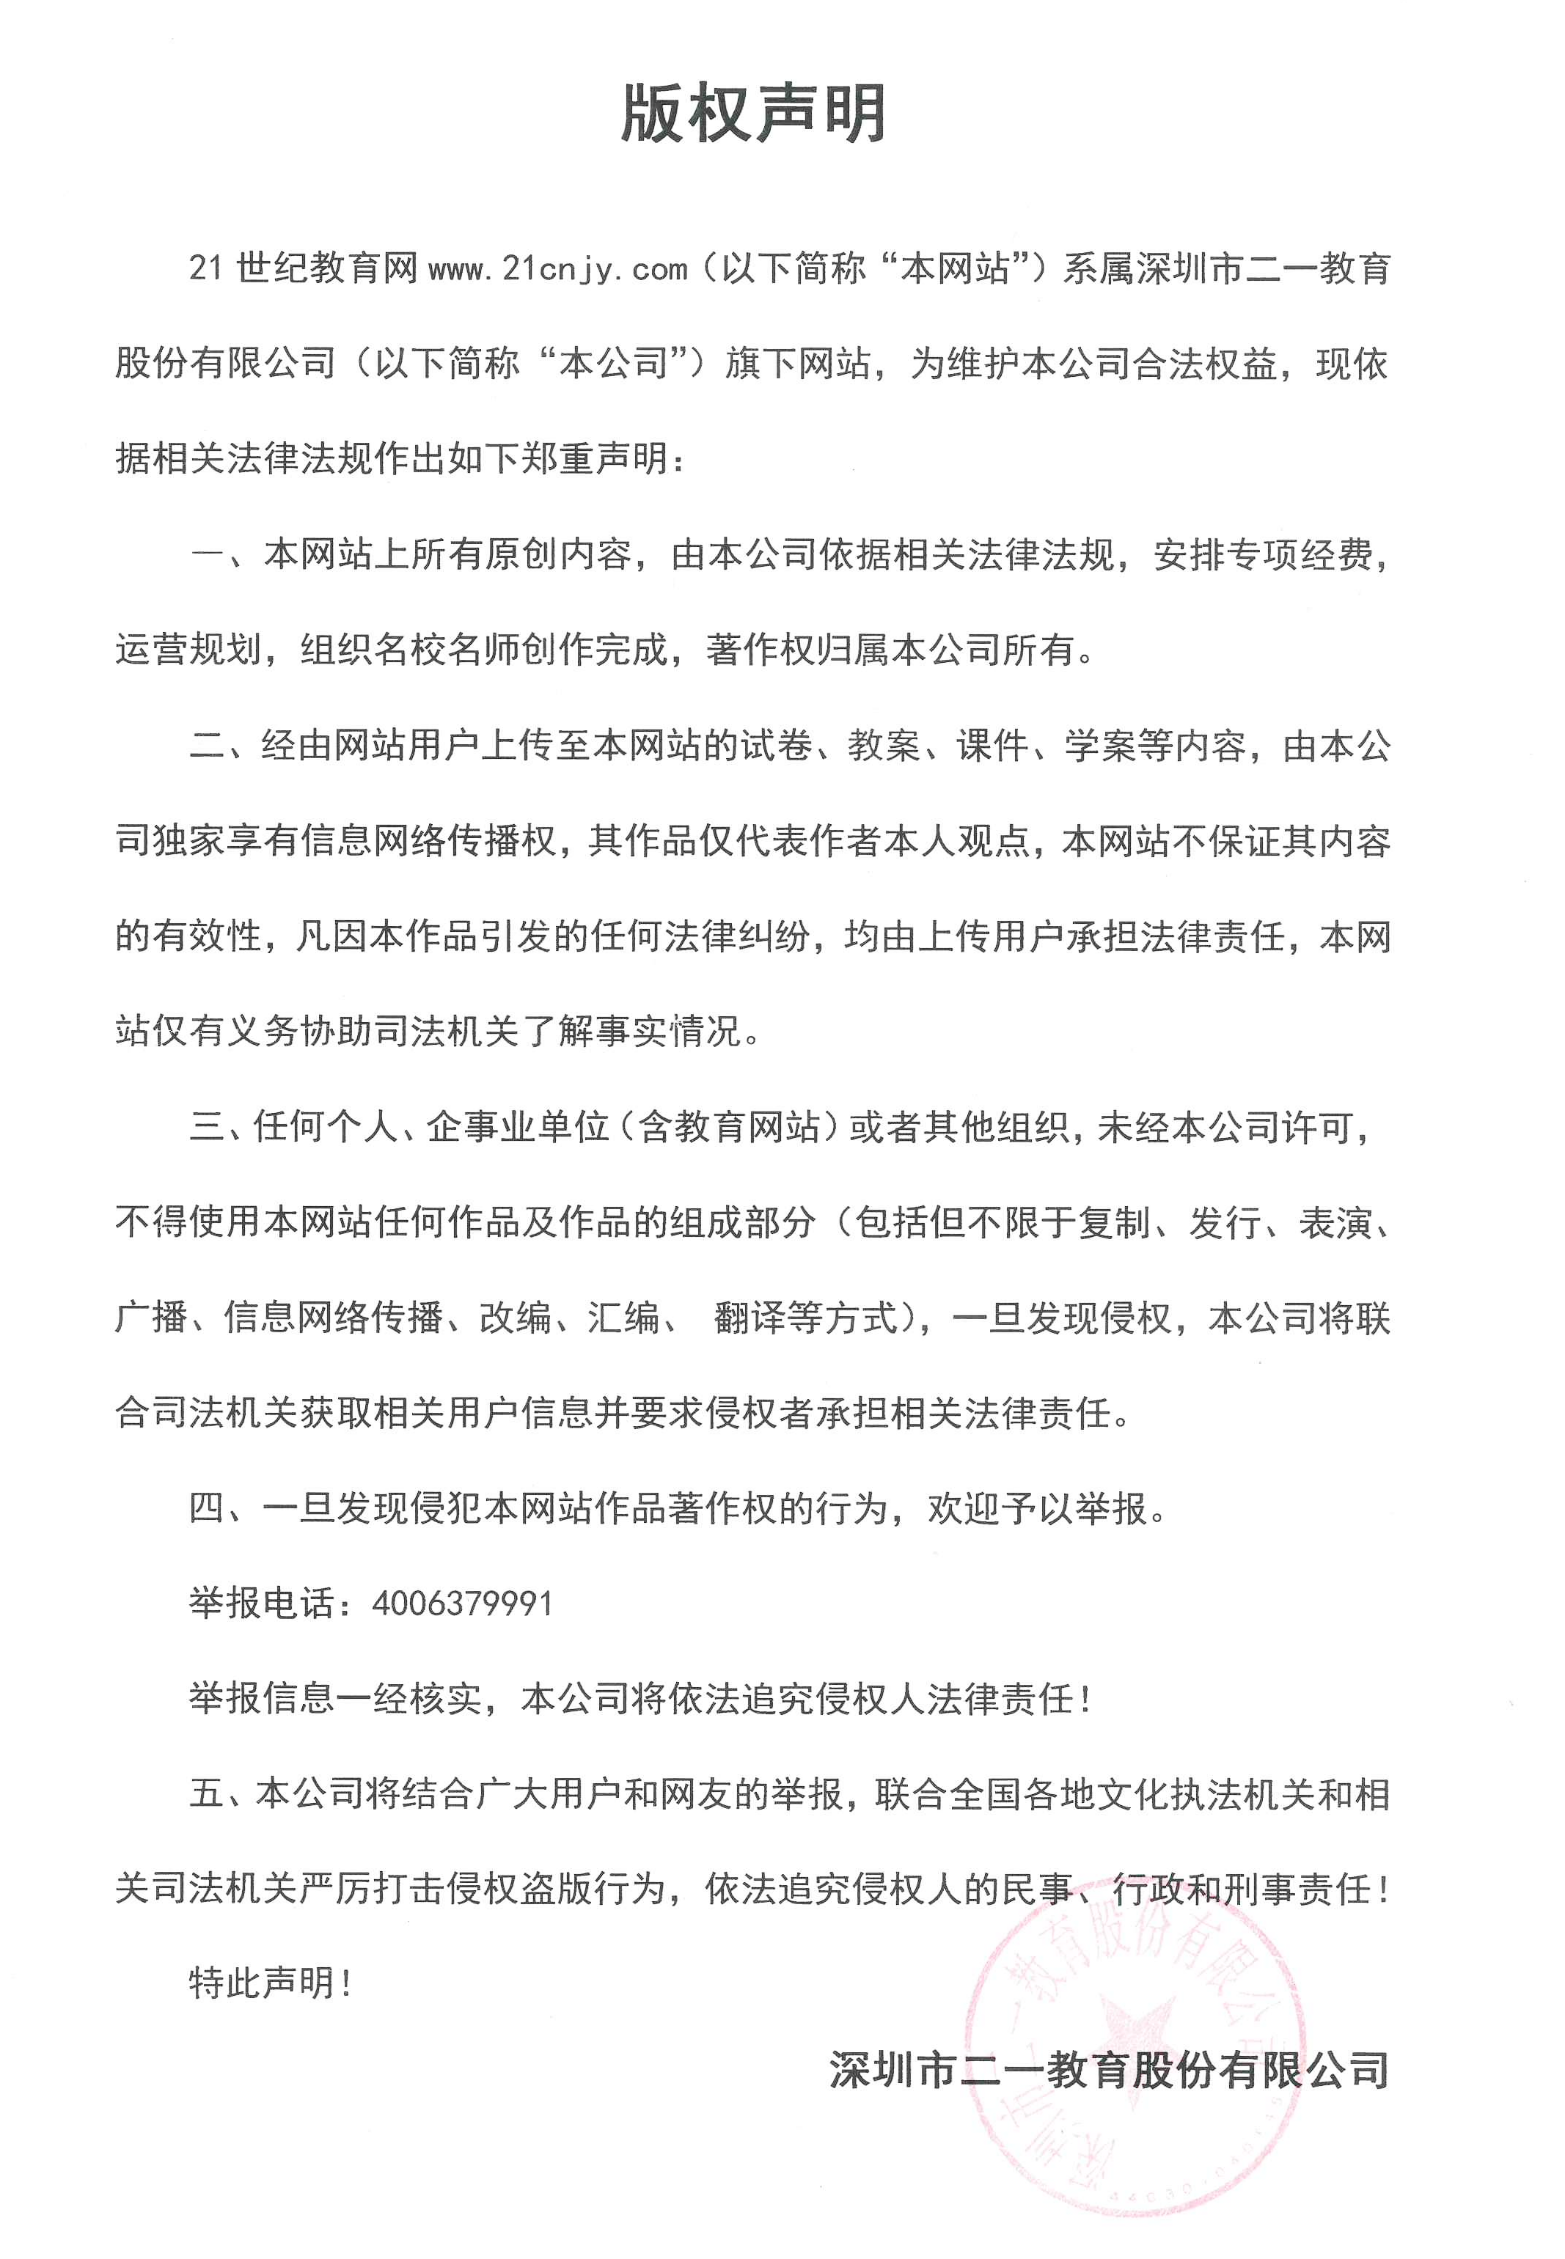 版权声明
21世纪教育网www.21cnjy.com（以下简称“本网站”）系属深圳市二一教育
股份有限公司（以下简称“本公司”）旗下网站，为维护本公司合法权益，现依
据相关法律法规作出如下郑重声明：
一、本网站上所有原创内容，由本公司依据相关法律法规，安排专项经费，
运营规划，组织名校名师创作完成，著作权归属本公司所有。
二、经由网站用户上传至本网站的试卷、教案、课件、学案等内容，由本公
司独家享有信息网络传播权，其作品仅代表作者本人观点，本网站不保证其内容
的有效性，凡因本作品引发的任何法律纠纷，均由上传用户承担法律责任，本网
站仅有义务协助司法机关了解事实情况。
三、任何个人、企事业单位（含教育网站）或者其他组织，未经本公司许可，
不得使用本网站任何作品及作品的组成部分（包括但不限于复制、发行、表演、
广播、信息网络传播、改编、汇编、 翻译等方式），一旦发现侵权，本公司将联
合司法机关获取相关用户信息并要求侵权者承担相关法律责任。
四、一旦发现侵犯本网站作品著作权的行为，欢迎予以举报。
举报电话：4006379991
举报信息一经核实，本公司将依法追究侵权人法律责任！
五、本公司将结合广大用户和网友的举报，联合全国各地文化执法机关和相
关司法机关严厉打击侵权盗版行为，依法追究侵权人的民事、行政和刑事责任！
特此声明！
深圳市二一教育股份有限公司
深圳市二一教育股份有限公司